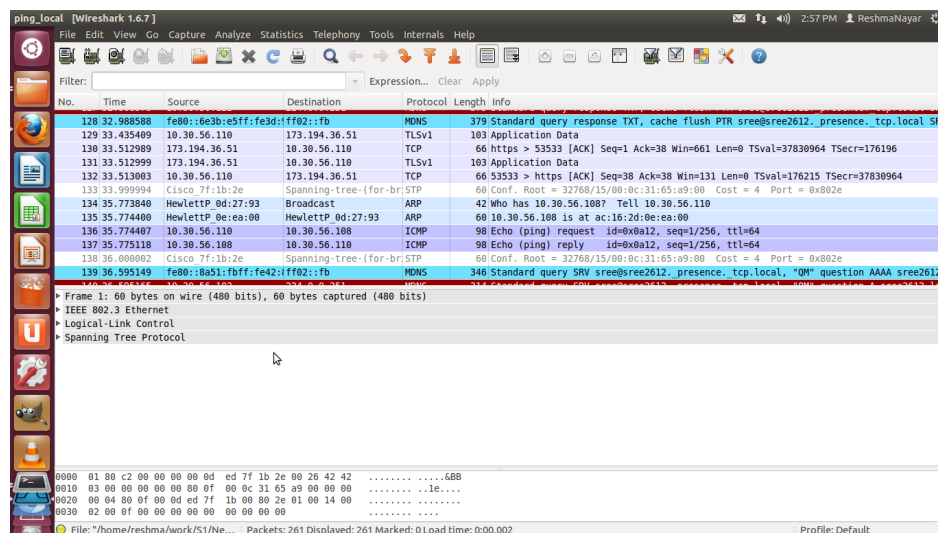 ping_local [Wireshark 1.6.7] 2:57 PM ReshmaNayar
File Edit View Go Capture Analyze Statistics Telephony Tools Internals Help
Filter: Expression... Clear Apply
No. Time Source Destination Protocol Length Info
128 32.988588 fe80::6e3b:e5ff:fe3d: ff02::fb MDNS 379 Standard query response TXT, cache flush PTR sree@sree2612._presence._tcp.local SR
129 33.435409 10.30.56.110 173.194.36.51 TLSv1 103 Application Data
130 33.512989 173.194.36.51 10.30.56.110 TCP 66 https > 53533 [ACK] Seq=1 Ack=38 Win=661 Len=0 TSval=37830964 TSecr=176196
131 33.512999 173.194.36.51 10.30.56.110 TLSv1 103 Application Data
132 33.513003 10.30.56.110 173.194.36.51 TCP 66 53533 > https [ACK] Seq=38 Ack=38 Win=131 Len=0 TSval=176215 TSecr=37830964
133 33.999994 Cisco_7f:1b:2e Spanning-tree-(for-br: STP 60 Conf. Root = 32768/15/00:0c:31:65:a9:00 Cost = 4 Port = 0x802e
134 35.773840 HewlettP_0d:27:93 Broadcast ARP 42 Who has 10.30.56.108? Tell 10.30.56.110
135 35.774400 HewlettP_0e:ea:00 HewlettP_0d:27:93 ARP 60 10.30.56.108 is at ac:16:2d:0e:ea:00
136 35.774407 10.30.56.110 10.30.56.108 ICMP 98 Echo (ping) request id=0x0a12, seq=1/256, ttl=64
137 35.775118 10.30.56.108 10.30.56.110 ICMP 98 Echo (ping) reply id=0x0a12, seq=1/256, ttl=64
138 36.000002 Cisco_7f:1b:2e Spanning-tree-(for-br: STP 60 Conf. Root = 32768/15/00:0c:31:65:a9:00 Cost = 4 Port = 0x802e
139 36.595149 fe80::8a51:fbff:fe42: ff02::fb MDNS 346 Standard query SRV sree@sree2612._presence._tcp.local, "QM" question AAAA sree2612
Frame 1: 60 bytes on wire (480 bits), 60 bytes captured (480 bits)
IEEE 802.3 Ethernet
Logical-Link Control
Spanning Tree Protocol
0000 01 80 c2 00 00 00 00 0d ed 7f 1b 2e 00 26 42 42 ........ .....&BB
0010 03 00 00 00 00 00 80 0f 00 0c 31 65 a9 00 00 00 ........ ..1e....
0020 00 04 80 0f 00 0d ed 7f 1b 00 80 2e 01 00 14 00 ........ ........
0030 02 00 0f 00 00 00 00 00 00 00 00 00 ........ ....
File: "/home/reshma/work/S1/Ne... Packets: 261 Displayed: 261 Marked: 0 Load time: 0:00.002 Profile: Default